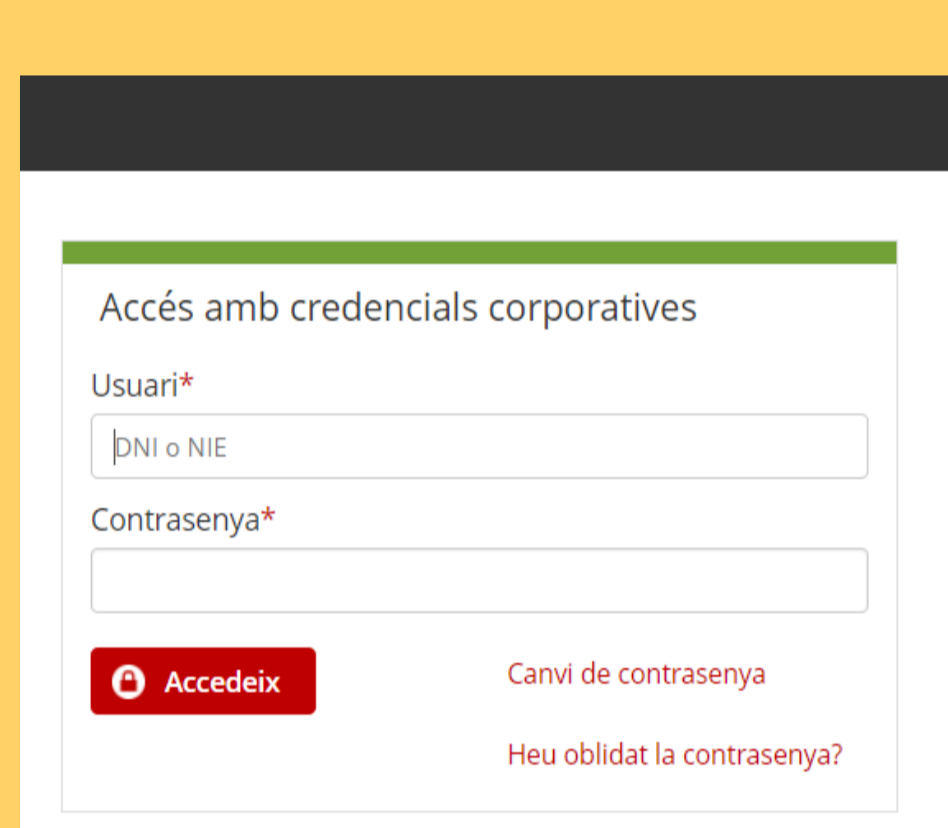 Accés amb credencials corporatives
Usuari*
DNI o NIE
Contrasenya*
Accedeix
Canvi de contrasenya
Heu oblidat la contrasenya?